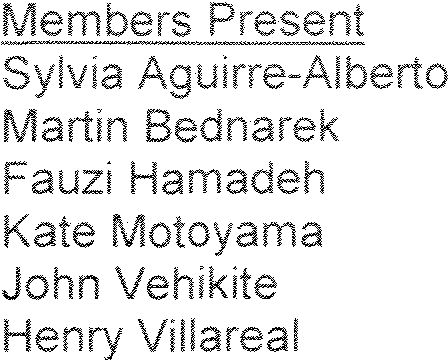 Members Present
Sylvia Aguirre-Alberto
Martin Bednarek
Fauzi Hamadeh
Kate Motoyama
John Vehikite
Henry Villareal